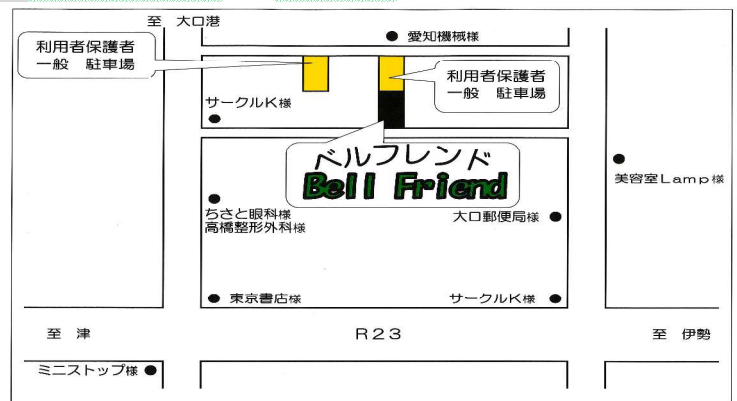 至 大口港
愛知機械様
利用者保護者
一般 駐車場
利用者保護者
一般 駐車場
サークルK様
ベルフレンド
Bell Friend
美容室Lamp様
ちさと眼科様
高橋整形外科様
大口郵便局様
東京書店様
サークルK様
至 津
R23
至 伊勢
ミニストップ様